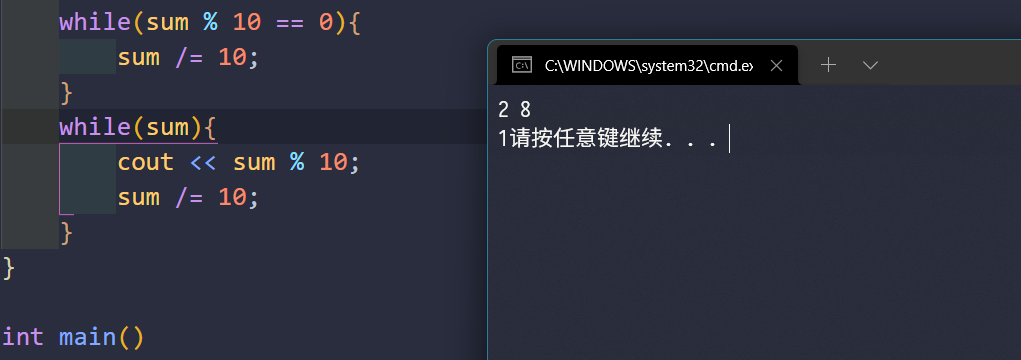 while(sum % 10 == 0){
sum /= 10;
}
while(sum){
cout << sum % 10;
sum /= 10;
}
}
int main()
C:\WINDOWS\system32\cmd.ex
2 8
1请按任意键继续. . .